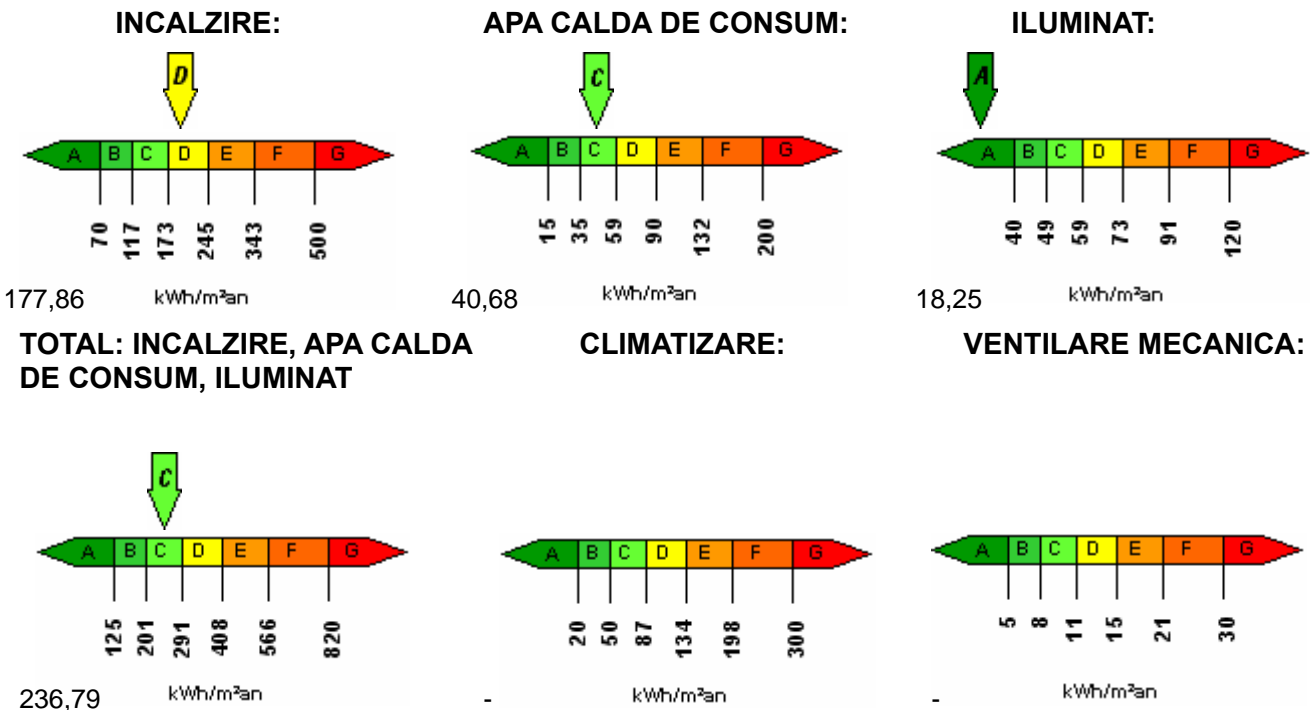 INCALZIRE:
APA CALDA DE CONSUM:
ILUMINAT:
D
C
A
A B C D E F G
A B C D E F G
A B C D E F G
70 117 173 245 343 500
15 35 59 90 132 200
40 49 59 73 91 120
177,86 kWh/m²an
40,68 kWh/m²an
18,25 kWh/m²an
TOTAL: INCALZIRE, APA CALDA
DE CONSUM, ILUMINAT
CLIMATIZARE:
VENTILARE MECANICA:
C
A B C D E F G
A B C D E F G
A B C D E F G
125 201 291 408 566 820
20 50 87 134 198 300
5 8 11 15 21 30
236,79 kWh/m²an
- kWh/m²an
- kWh/m²an